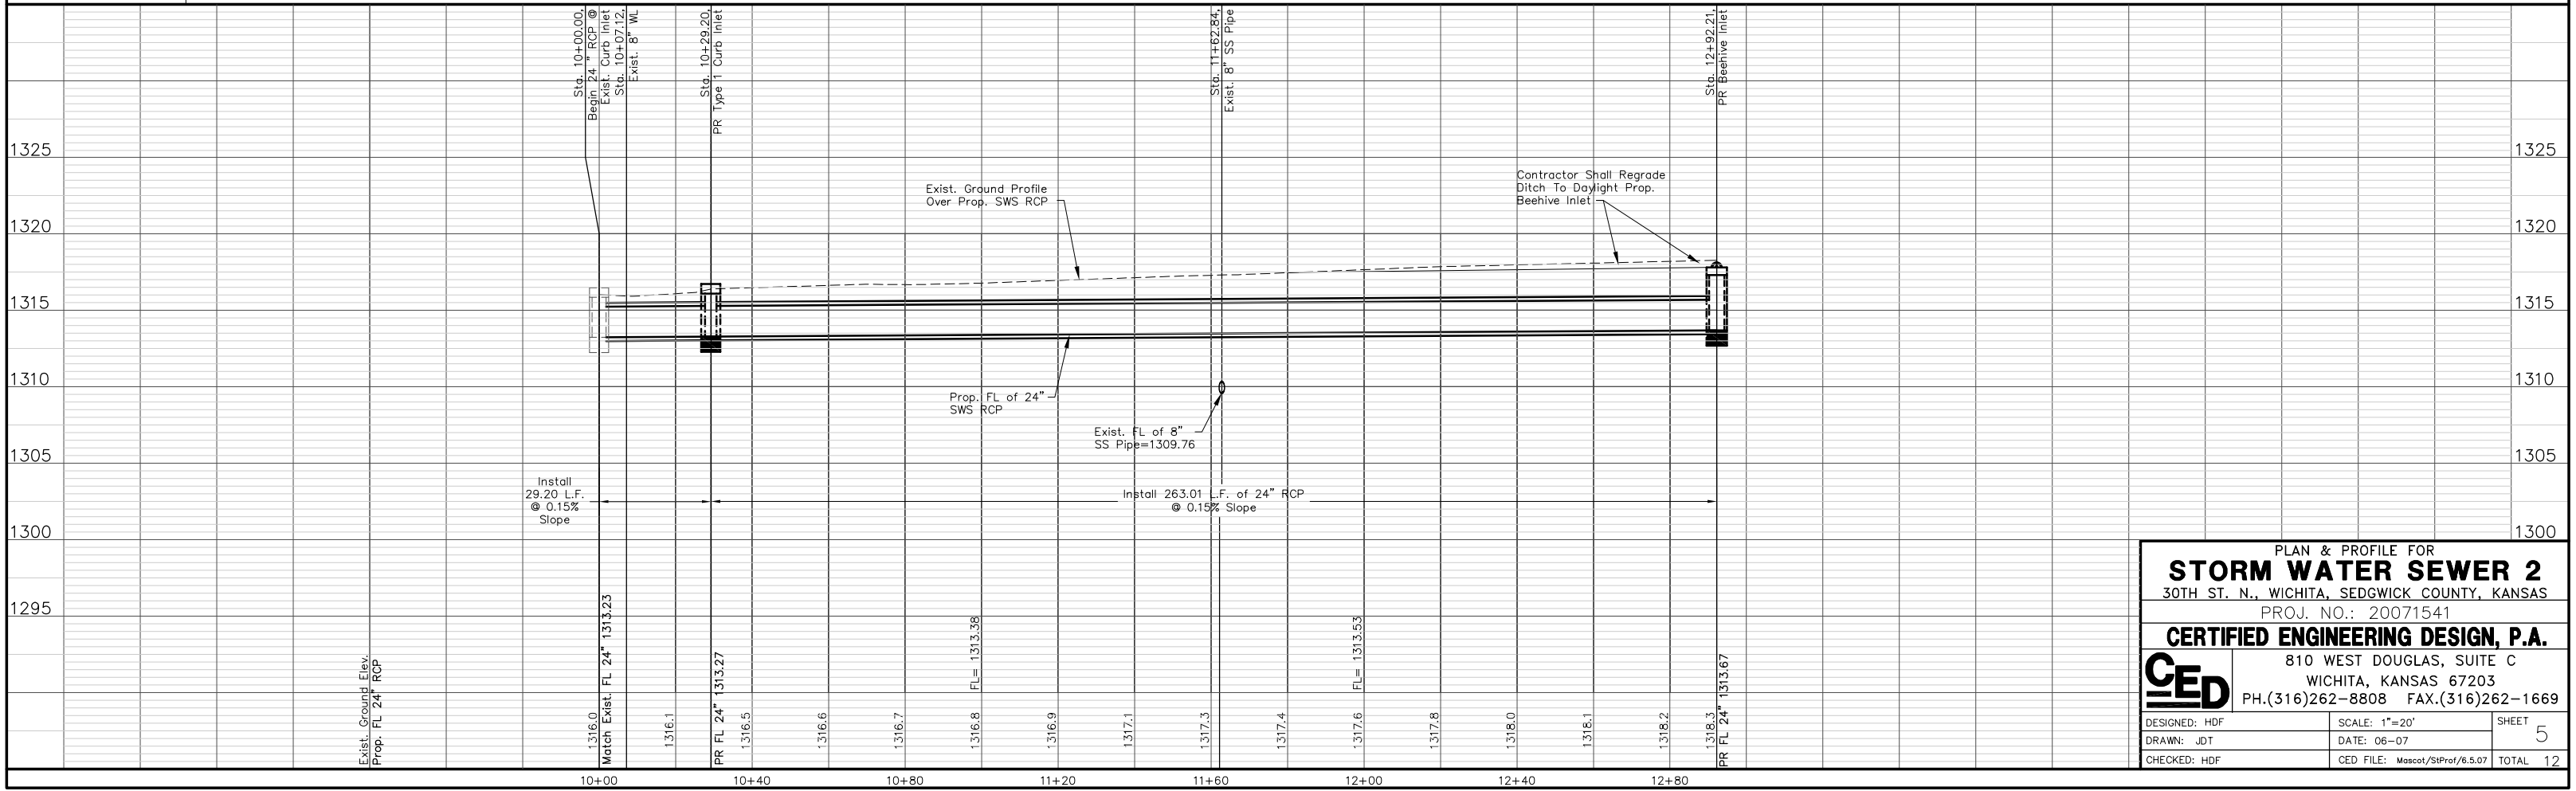 Sta. 10+00.00,
Begin 24 " RCP @
Exist. Curb Inlet
Sta. 10+07.12,
Exist. 8" WL
Sta. 10+29.20,
PR Type 1 Curb Inlet
Sta. 11+62.84,
Exist. 8" SS Pipe
Sta. 12+92.21,
PR Beehive Inlet
1325
1325
Exist. Ground Profile
Over Prop. SWS RCP
Contractor Shall Regrade
Ditch To Daylight Prop.
Beehive Inlet
1320
1320
1315
1315
1310
1310
Prop. FL of 24"
SWS RCP
Exist. FL of 8"
SS Pipe=1309.76
1305
1305
Install
29.20 L.F.
@ 0.15%
Slope
Install 263.01 L.F. of 24" RCP
@ 0.15% Slope
1300
1300
1295
Exist. Ground Elev.
Prop. FL 24" RCP
1316.0
Match Exist. FL 24" 1313.23
1316.1
PR FL 24" 1313.27
1316.5
1316.6
1316.7
FL= 1313.38
1316.8
1316.9
1317.1
1317.3
1317.4
FL= 1313.53
1317.6
1317.8
1318.0
1318.1
1318.2
1318.3
PR FL 24" 1313.67
10+00
10+40
10+80
11+20
11+60
12+00
12+40
12+80
PLAN & PROFILE FOR
STORM WATER SEWER 2
30TH ST. N., WICHITA, SEDGWICK COUNTY, KANSAS
PROJ. NO.: 20071541
CERTIFIED ENGINEERING DESIGN, P.A.
CED
810 WEST DOUGLAS, SUITE C
WICHITA, KANSAS 67203
PH.(316)262-8808 FAX.(316)262-1669
DESIGNED: HDF
SCALE: 1"=20'
SHEET
5
DRAWN: JDT
DATE: 06-07
CHECKED: HDF
CED FILE: Mascot/StProf/6.5.07
TOTAL 12